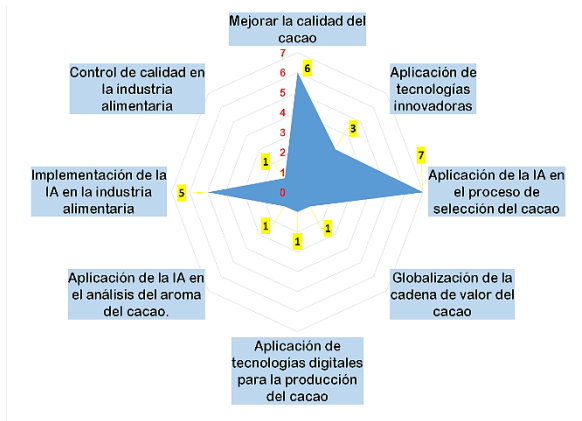 Mejorar la calidad del
cacao
Aplicación de
tecnologías
innovadoras
Aplicación de la IA en
el proceso de
selección del cacao
Globalización de la
cadena de valor del
cacao
Aplicación de
tecnologías digitales
para la producción
del cacao
Aplicación de la IA en
el análisis del aroma
del cacao.
Implementación de la
IA en la industria
alimentaria
Control de calidad en
la industria
alimentaria
7
6
5
4
3
2
1
0
6
3
7
1
1
1
5
1